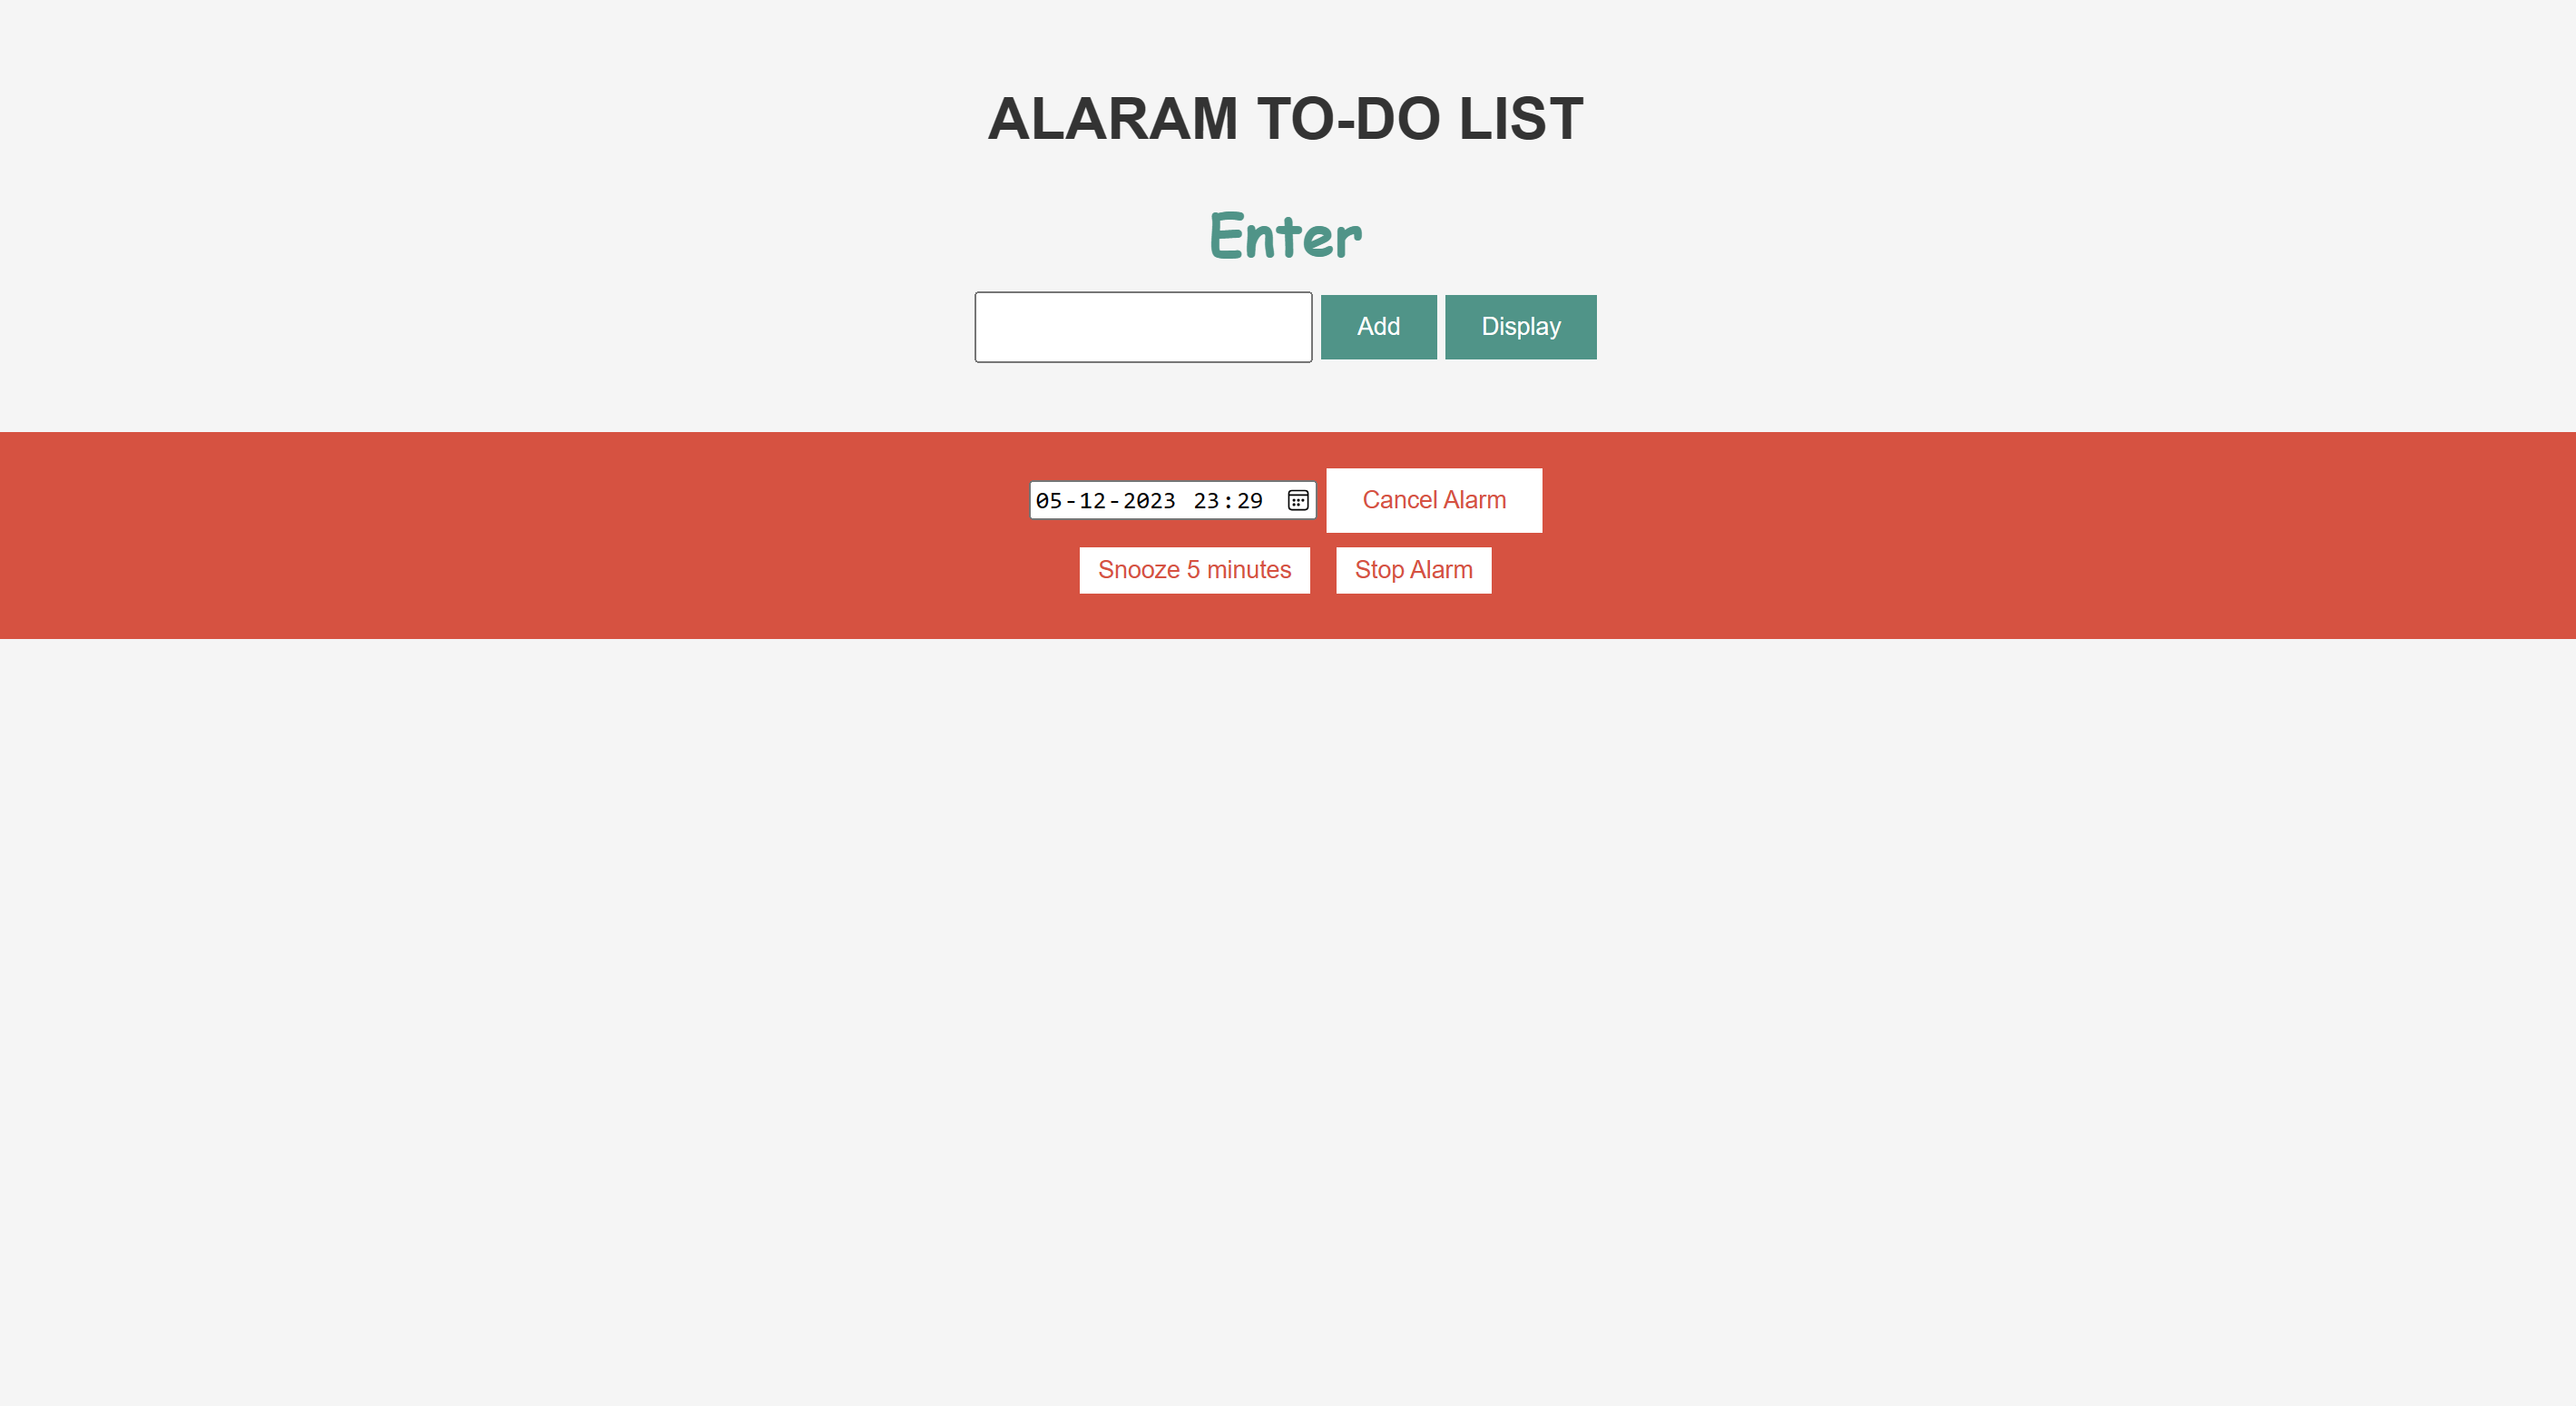 ALARAM TO-DO LIST
Enter
Add Display
05-12-2023 23:29 Cancel Alarm
Snooze 5 minutes Stop Alarm